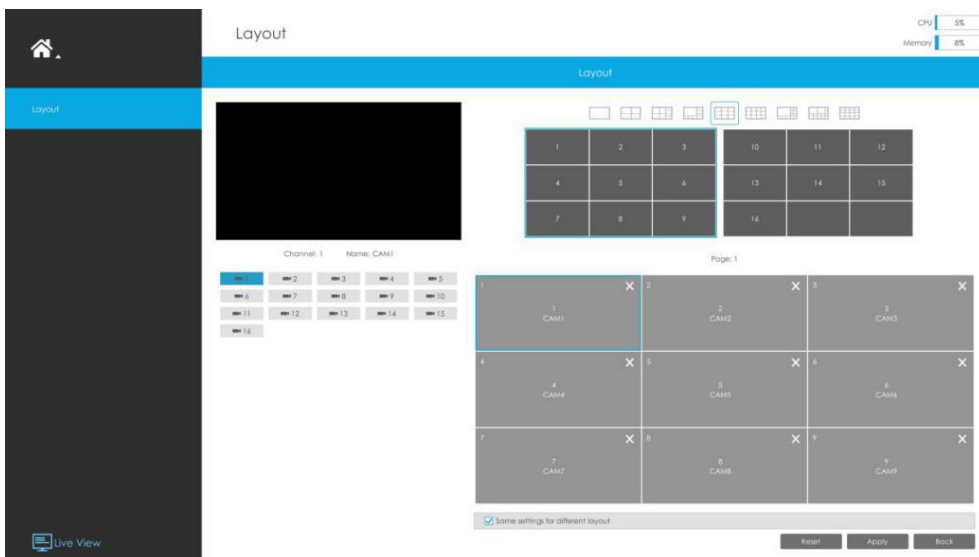 Layout
CPU 5%
Memory 8%
Layout
Layout
1 2 3 10 11 12
4 5 6 13 14 15
7 8 9 16
Channel: 1 Name: CAM1
Page: 1
1 2 3 4 5
6 7 8 9 10
11 12 13 14 15
16
1 2 3
1 2 3
CAM1 CAM2 CAM3
4 5 6
4 5 6
CAM4 CAM5 CAM6
7 8 9
7 8 9
CAM7 CAM8 CAM9
Same settings for different layout
Reset Apply Back
Live View